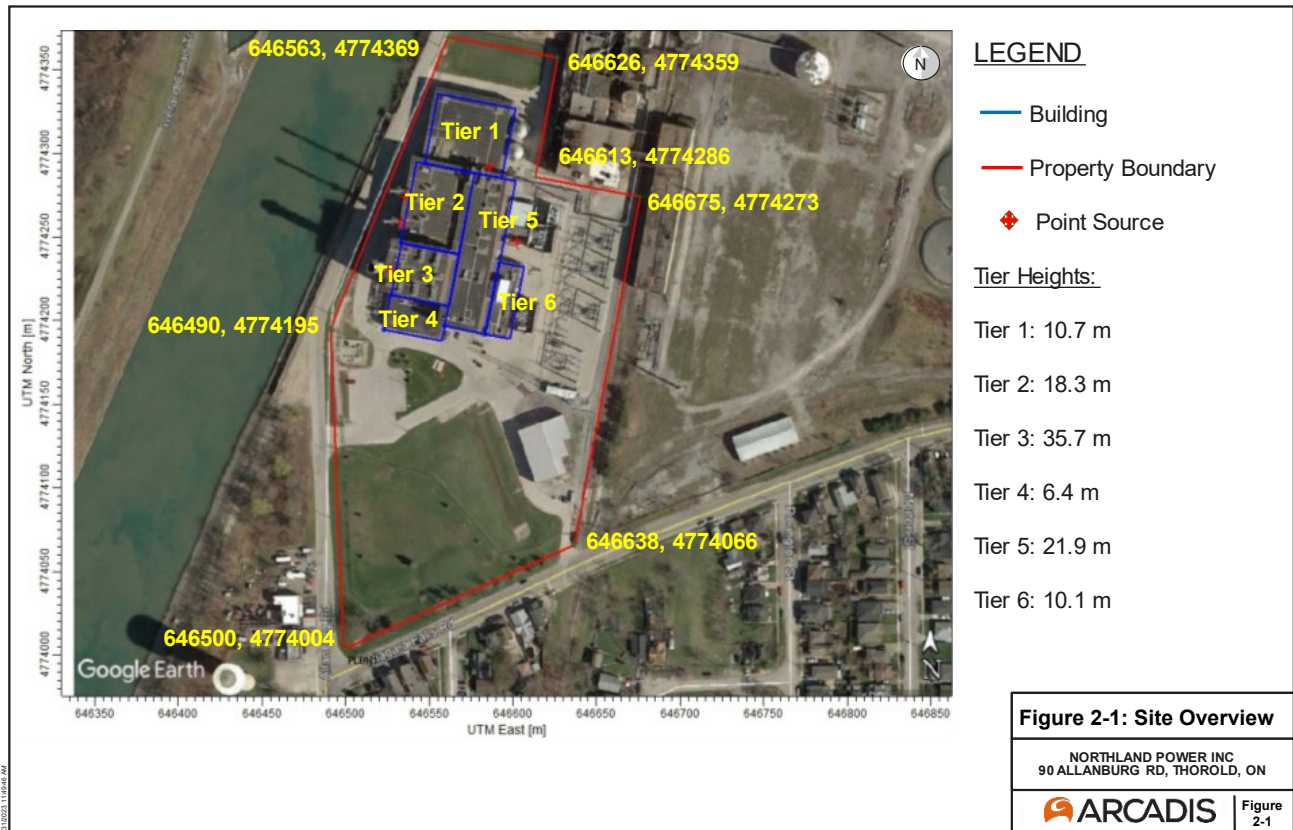 646563, 4774369
646626, 4774359
N
Tier 1
646613, 4774286
Tier 2
646675, 4774273
Tier 5
Tier 3
Tier 6
646490, 4774195
Tier 4
646638, 4774066
646500, 4774004
Google Earth
N
UTM North [m]
4774350
4774300
4774250
4774200
4774150
4774100
4774050
4774000
646350 646400 646450 646500 646550 646600 646650 646700 646750 646800 646850
UTM East [m]
LEGEND
Building
Property Boundary
Point Source
Tier Heights:
Tier 1: 10.7 m
Tier 2: 18.3 m
Tier 3: 35.7 m
Tier 4: 6.4 m
Tier 5: 21.9 m
Tier 6: 10.1 m
Figure 2-1: Site Overview
NORTHLAND POWER INC
90 ALLANBURG RD, THOROLD, ON
ARCADIS
Figure
2-1